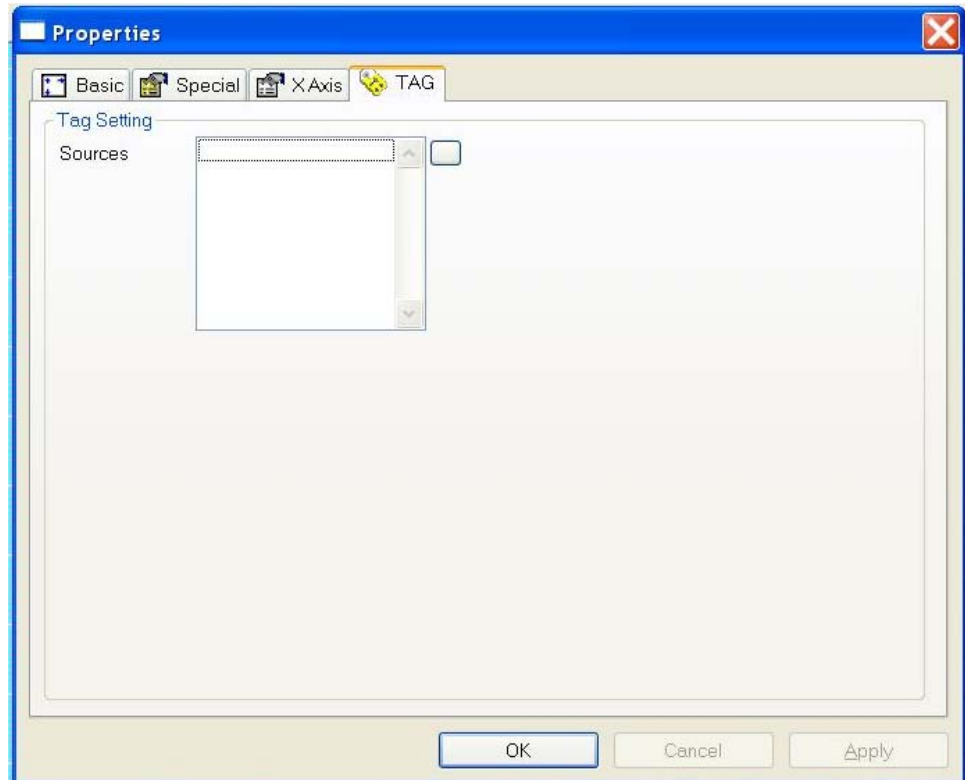 Properties
Basic Special X Axis TAG
Tag Setting
Sources
OK Cancel Apply